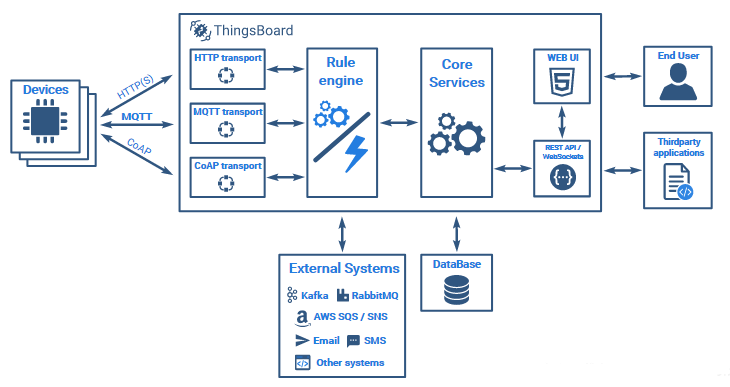 ThingsBoard
Devices
HTTP(S)
MQTT
CoAP
HTTP transport
MQTT transport
CoAP transport
Rule
engine
Core
Services
WEB UI
REST API /
WebSockets
End User
Thirdparty
applications
External Systems
Kafka
RabbitMQ
AWS SQS / SNS
Email
SMS
Other systems
DataBase